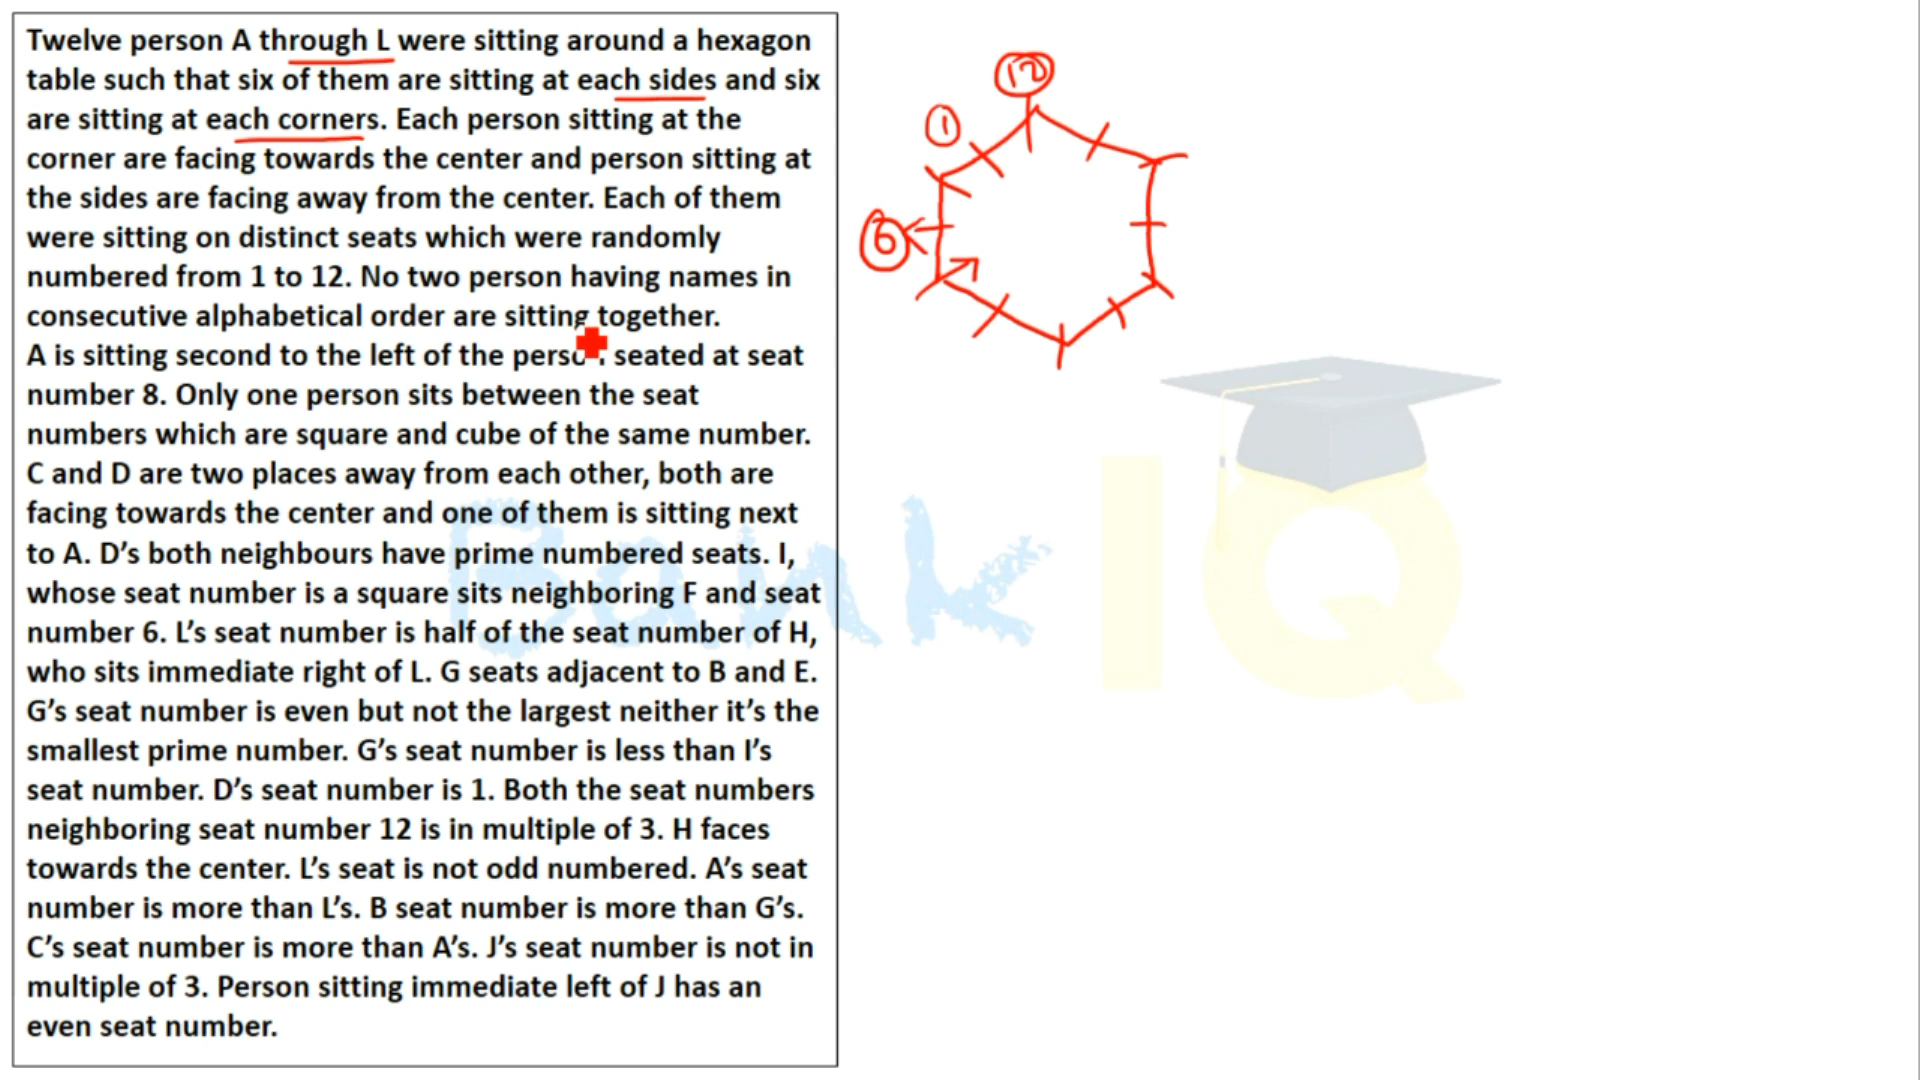 Twelve person A through L were sitting around a hexagon
table such that six of them are sitting at each sides and six
are sitting at each corners. Each person sitting at the
corner are facing towards the center and person sitting at
the sides are facing away from the center. Each of them
were sitting on distinct seats which were randomly
numbered from 1 to 12. No two person having names in
consecutive alphabetical order are sitting together.
A is sitting second to the left of the person seated at seat
number 8. Only one person sits between the seat
numbers which are square and cube of the same number.
C and D are two places away from each other, both are
facing towards the center and one of them is sitting next
to A. D’s both neighbours have prime numbered seats. I,
whose seat number is a square sits neighboring F and seat
number 6. L’s seat number is half of the seat number of H,
who sits immediate right of L. G seats adjacent to B and E.
G’s seat number is even but not the largest neither it’s the
smallest prime number. G’s seat number is less than I’s
seat number. D’s seat number is 1. Both the seat numbers
neighboring seat number 12 is in multiple of 3. H faces
towards the center. L’s seat is not odd numbered. A’s seat
number is more than L’s. B seat number is more than G’s.
C’s seat number is more than A’s. J’s seat number is not in
multiple of 3. Person sitting immediate left of J has an
even seat number.
12
1
6
Bank IQ